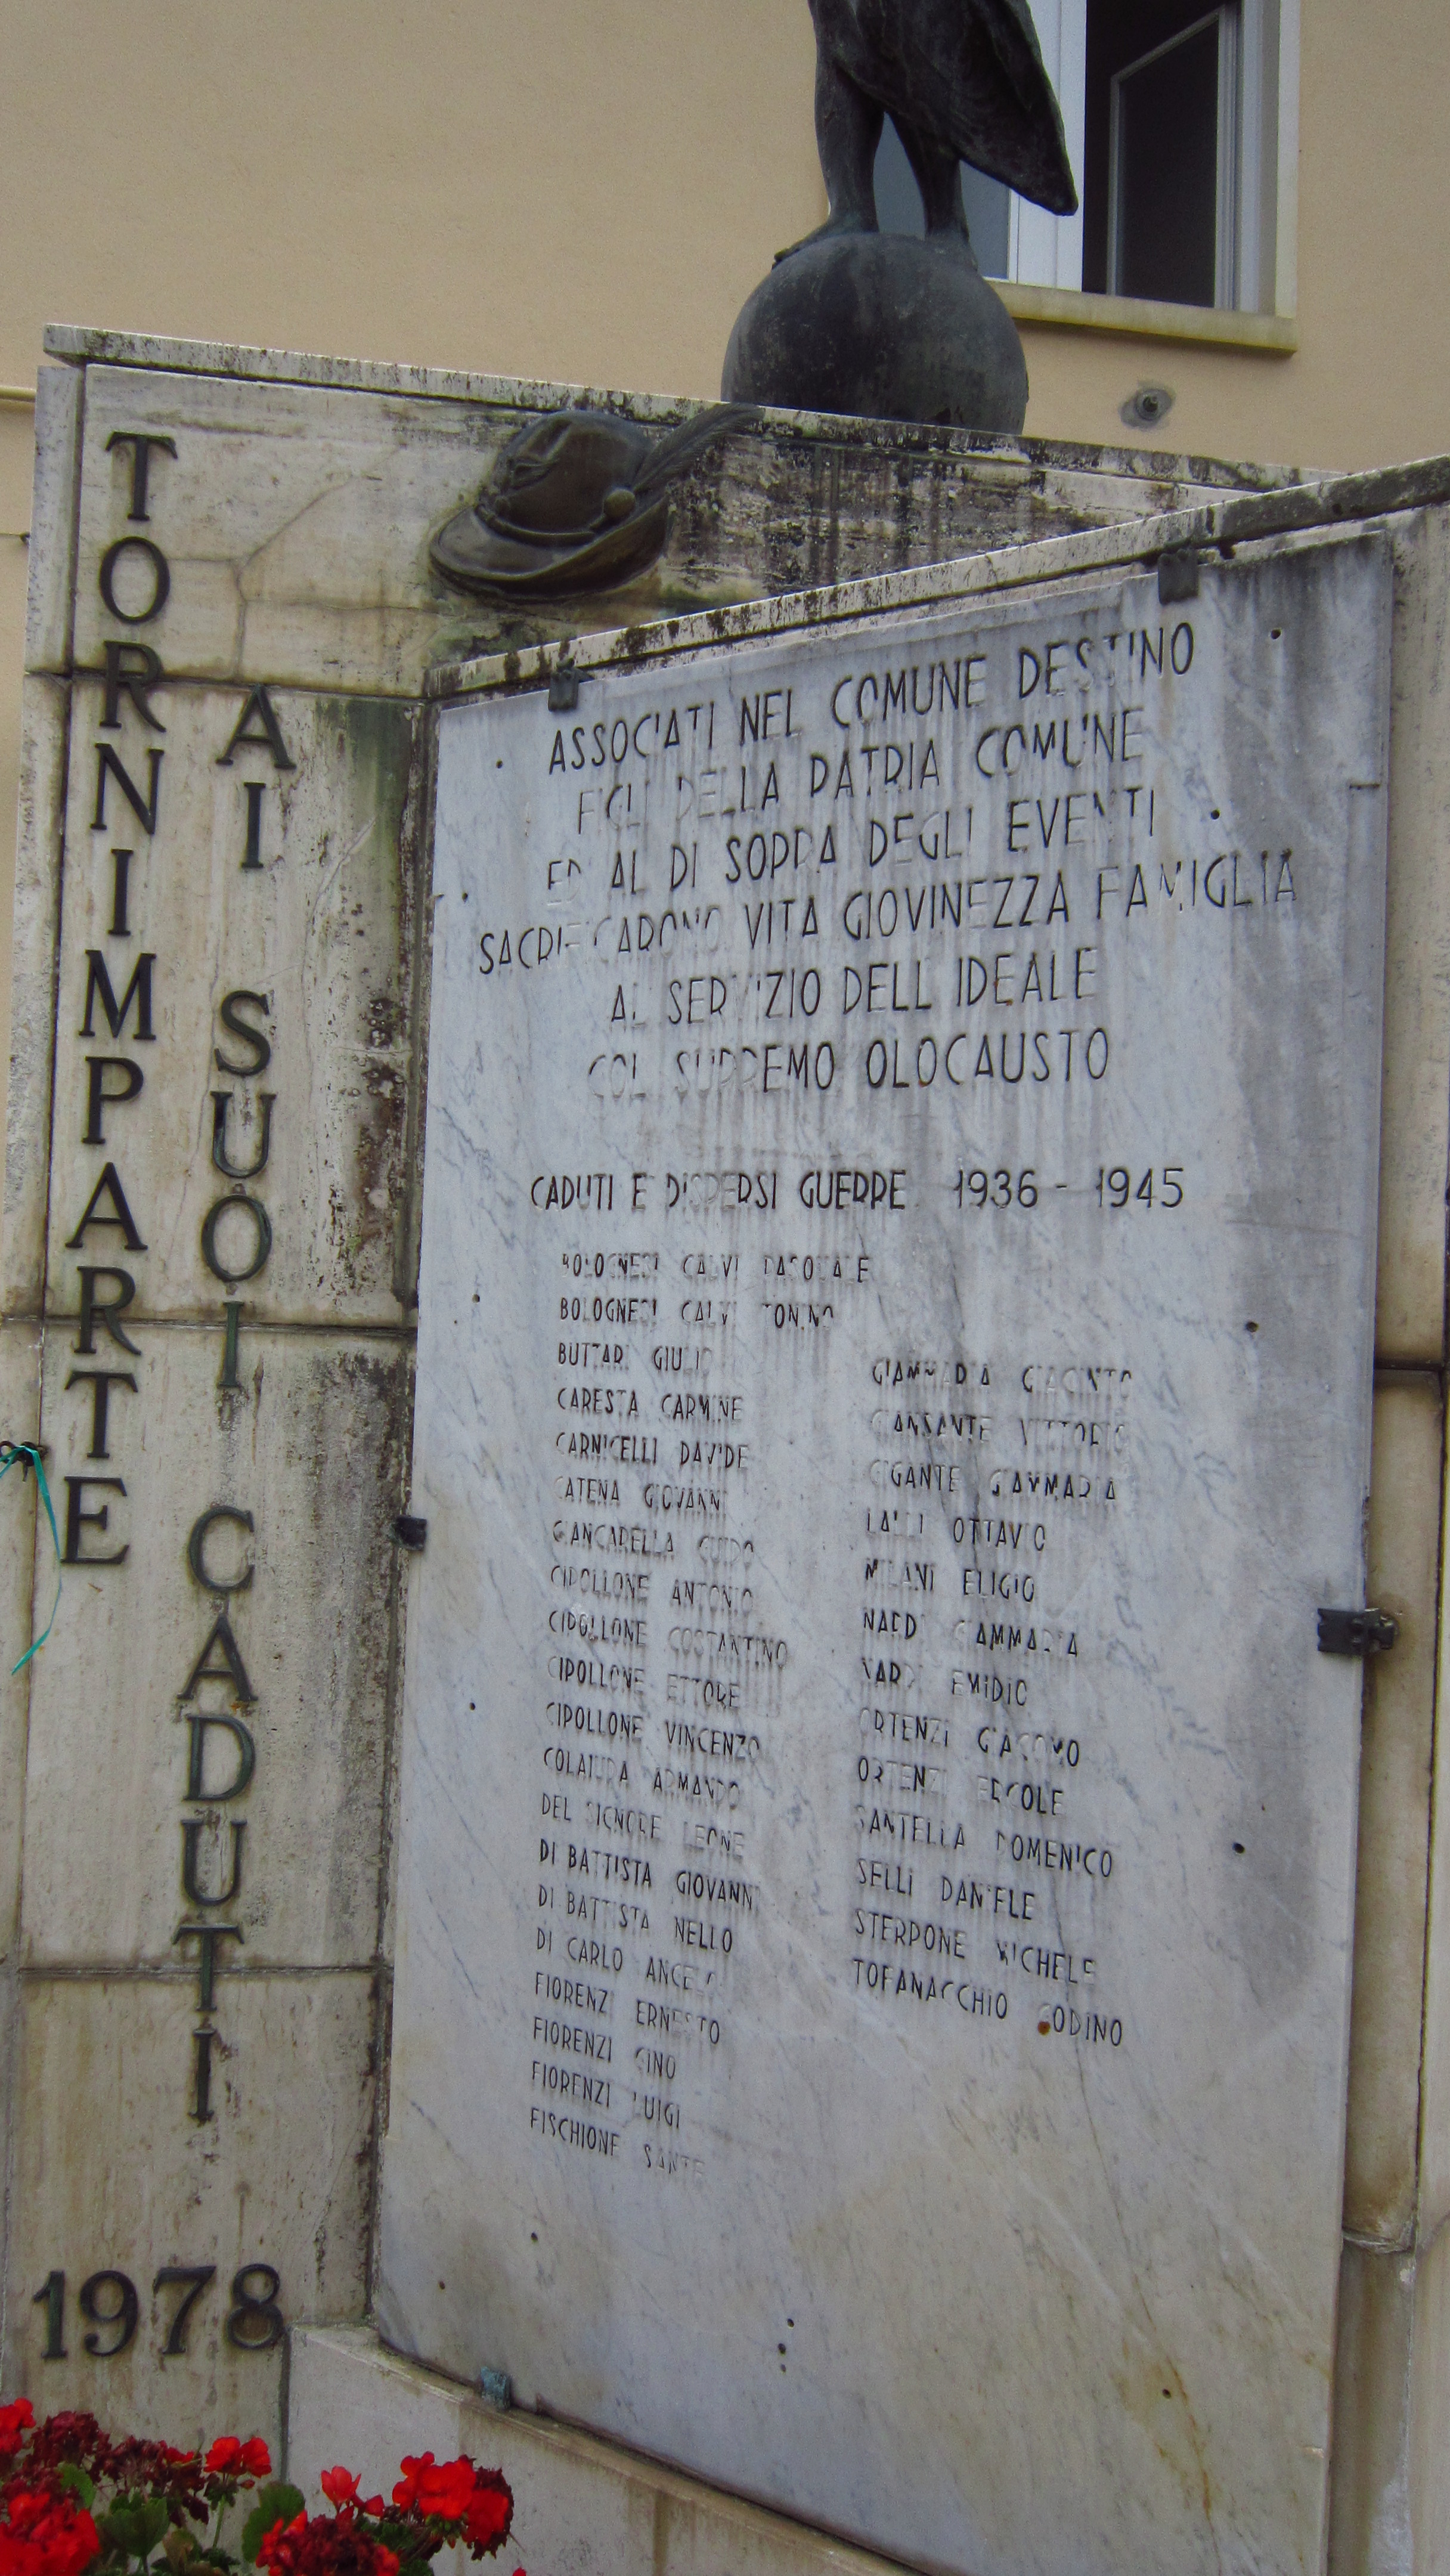 TORNIMPARTE
AI SUOI CADUTI
1978
ASSOCIATI NEL COMUNE DESTINO
FIGLI DELLA PATRIA COMUNE
ED AL DI SOPRA DEGLI EVENTI
SACRIFICARONO VITA GIOVINEZZA FAMIGLIA
AL SERVIZIO DELL IDEALE
COL SUPREMO OLOCAUSTO
CADUTI E DISPERSI GUERRE 1936 - 1945
BOLOGNESI CALVI PASQUALE
BOLOGNESI CALVI TONINO
BUTTARI GIULIO
CARESTA CARMINE
CARNICELLI DAVIDE
CATENA GIOVANNI
GIANCARELLA GUIDO
CIPOLLONE ANTONIO
CIPOLLONE COSTANTINO
CIPOLLONE ETTORE
CIPOLLONE VINCENZO
COLAIUDA ARMANDO
DEL SIGNORE LEONE
DI BATTISTA GIOVANNI
DI BATTISTA NELLO
DI CARLO ANGELO
FIORENZI ERNESTO
FIORENZI GINO
FIORENZI LUIGI
FISCHIONE SANTE
GIAMMARIA GIACINTO
GIANSANTE VITTORIO
GIGANTE GIAMMARIA
LALLI OTTAVIO
MILANI ELIGIO
NARDI GIAMMARIA
NARDI EMIDIO
ORTENZI GIACOMO
ORTENZI ERCOLE
SANTELLA DOMENICO
SELLI DANIELE
STERPONE MICHELE
TOFANACCHIO GODINO